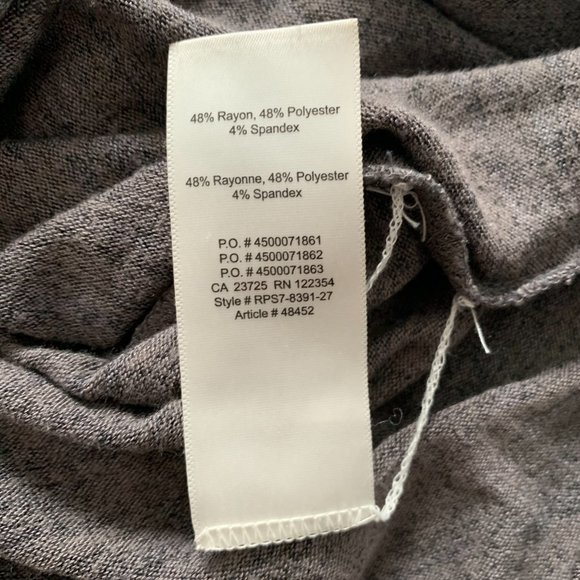 48% Rayon, 48% Polyester
4% Spandex
48% Rayonne, 48% Polyester
4% Spandex
P.O. # 4500071861
P.O. # 4500071862
P.O. # 4500071863
CA 23725 RN 122354
Style # RPS7-8391-27
Article # 48452